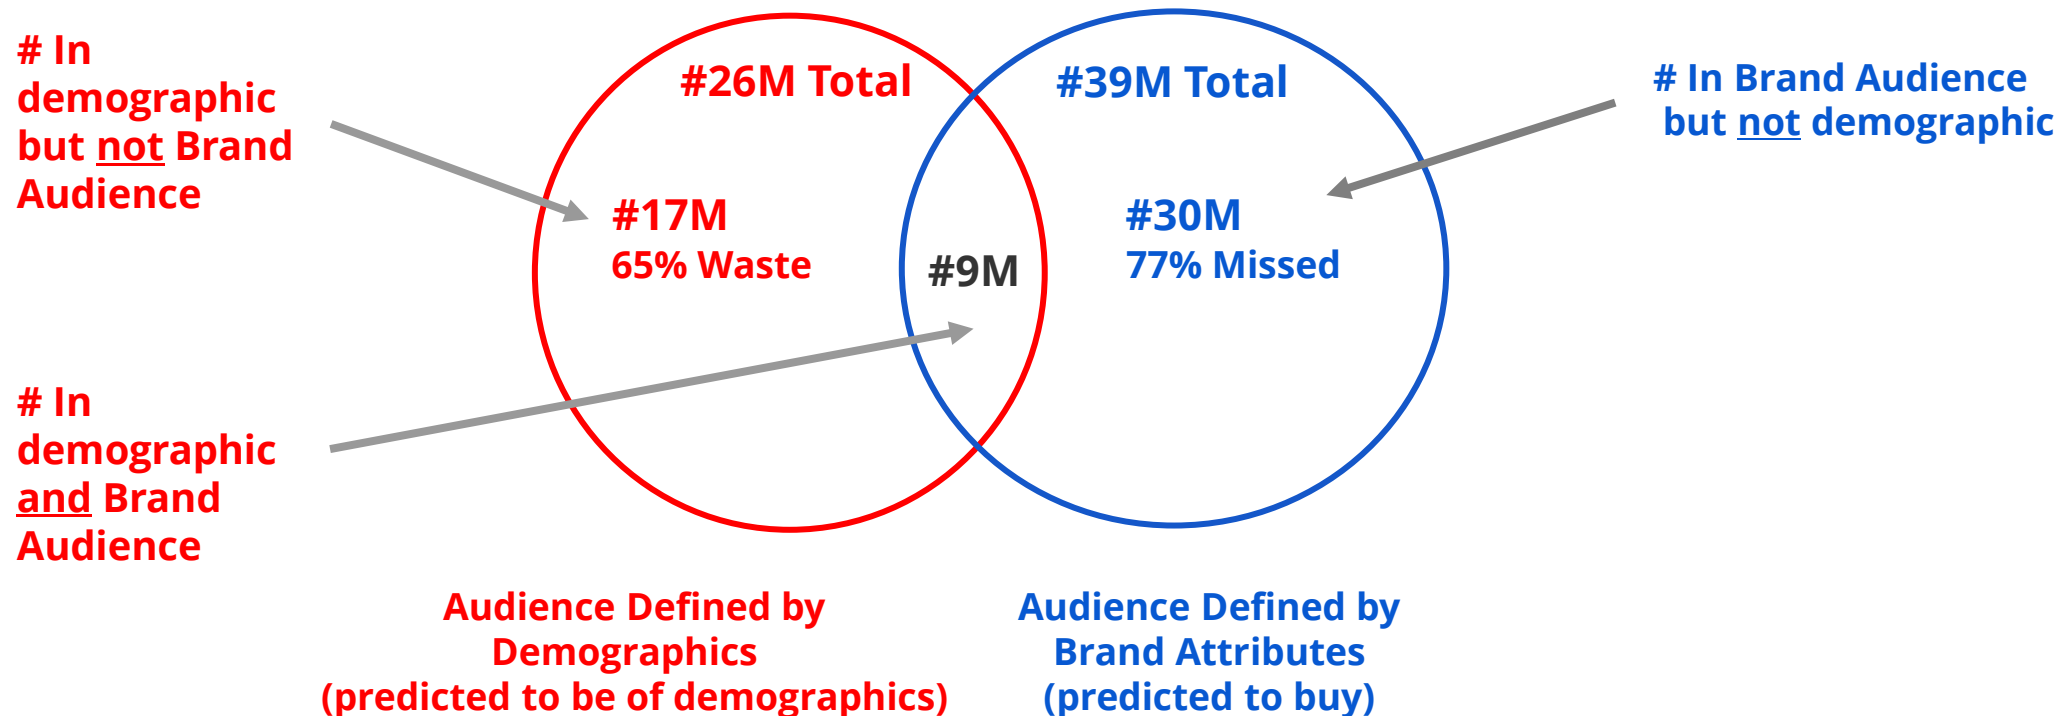 # In
demographic
but not Brand
Audience
#26M Total
#39M Total
# In Brand Audience
but not demographic
#17M
65% Waste
#9M
#30M
77% Missed
# In
demographic
and Brand
Audience
Audience Defined by
Demographics
(predicted to be of demographics)
Audience Defined by
Brand Attributes
(predicted to buy)